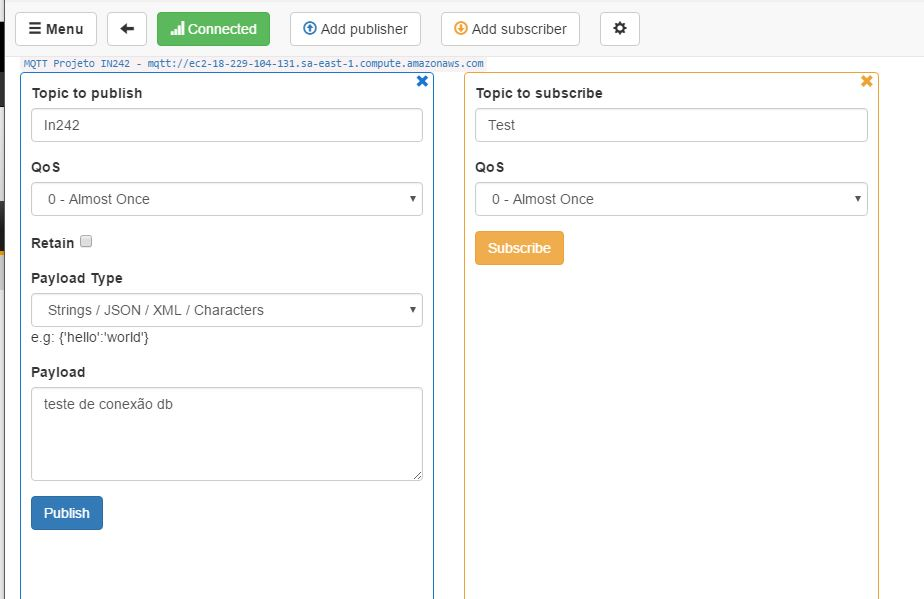 Menu
Connected
Add publisher
Add subscriber
MQTT Projeto IN242 - mqtt://ec2-18-229-104-131.sa-east-1.compute.amazonaws.com
Topic to publish
In242
QoS
0 - Almost Once
Retain
Payload Type
Strings / JSON / XML / Characters
e.g: {'hello':'world'}
Payload
teste de conexão db
Publish
Topic to subscribe
Test
QoS
0 - Almost Once
Subscribe